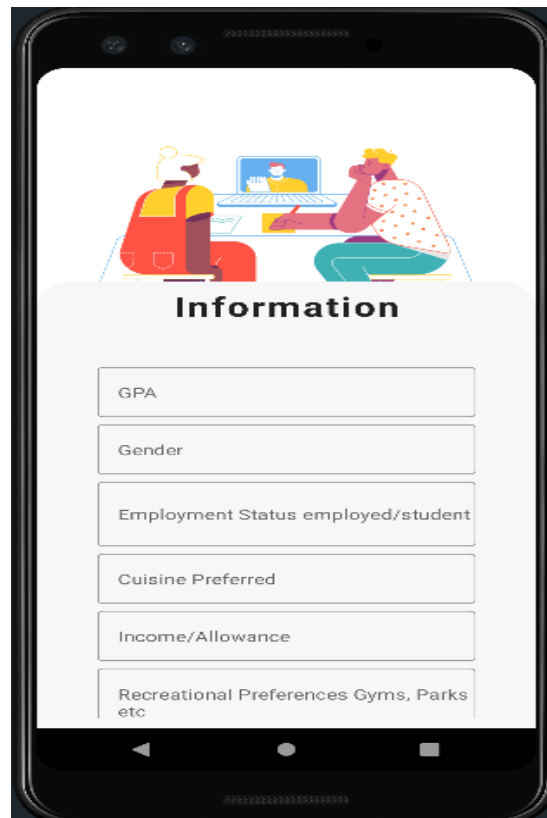 Information
GPA
Gender
Employment Status employed/student
Cuisine Preferred
Income/Allowance
Recreational Preferences Gyms, Parks
etc